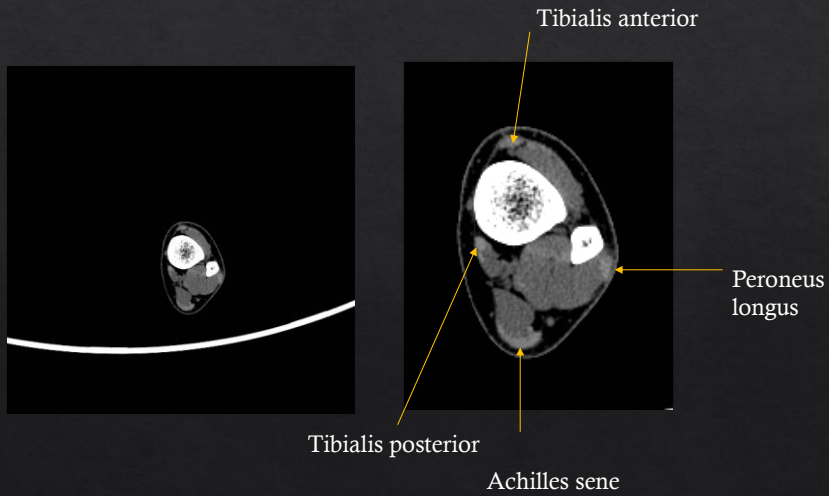 Tibialis anterior
Peroneus
longus
Tibialis posterior
Achilles sene